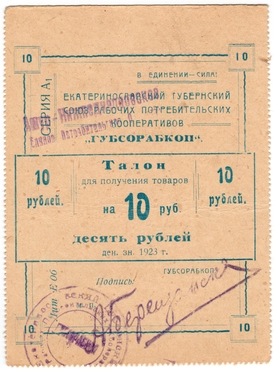 10 10
В ЕДИНЕНИИ—СИЛА!
СЕРИЯ А1
ЕКАТЕРИНОСЛАВСКИЙ ГУБЕРНСКИЙ
СОЮЗ РАБОЧИХ ПОТРЕБИТЕЛЬСКИХ
КООПЕРАТИВОВ
„ГУБСОРАБКОП“
Талон
для получения товаров
10
рублей.
на 10 руб.
10
рублей.
десять рублей
ден. зн. 1923 г.
ГУБСОРАБКОП
Подпись
10 10